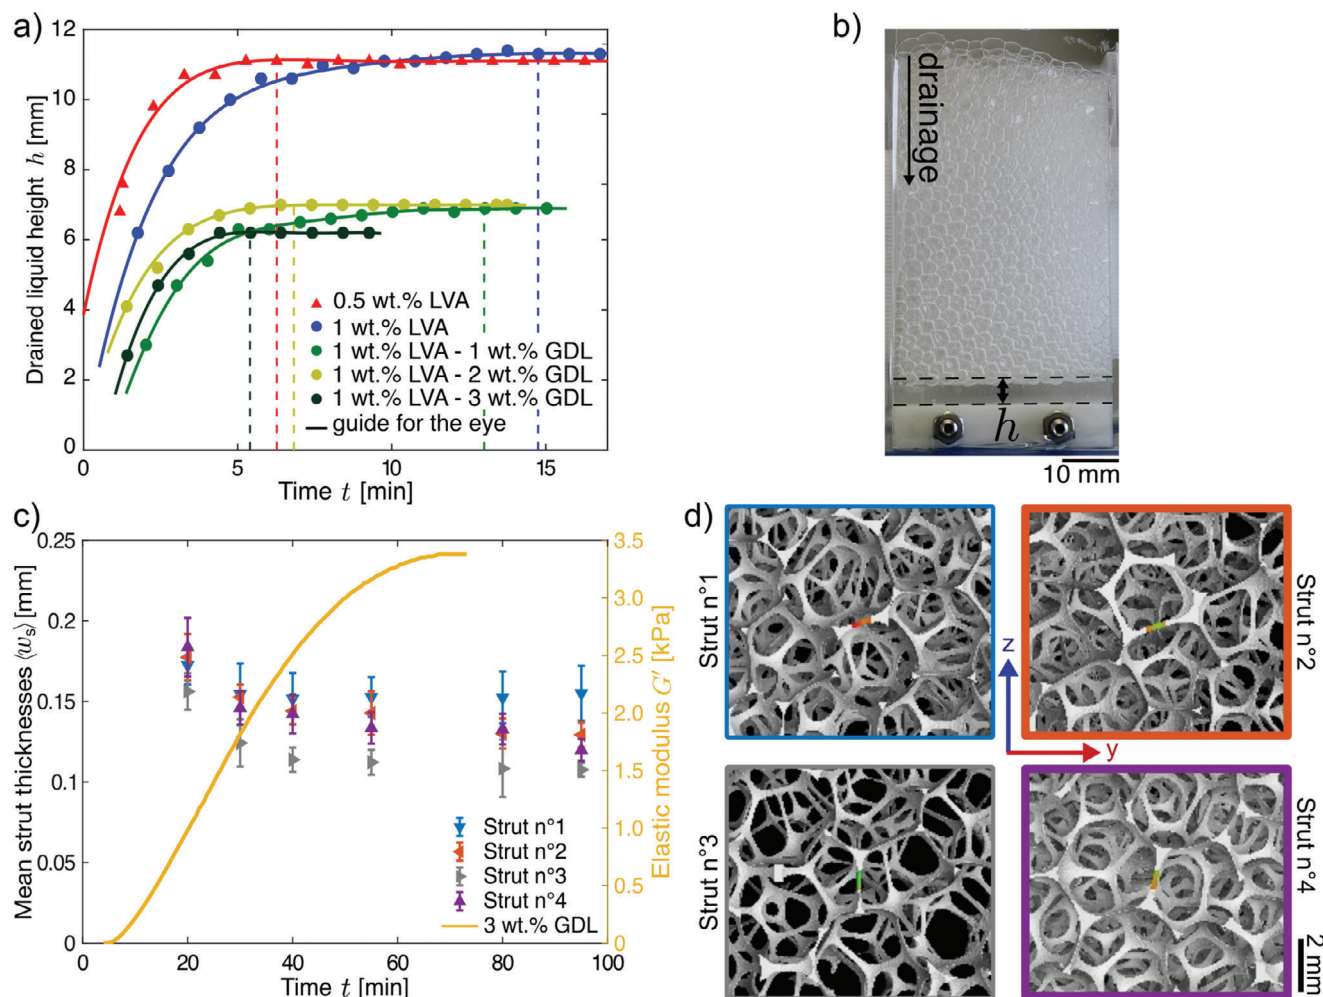 a)
Drained liquid height h [mm]
12
10
8
6
4
2
0
0.5 wt.% LVA
1 wt.% LVA
1 wt.% LVA - 1 wt.% GDL
1 wt.% LVA - 2 wt.% GDL
1 wt.% LVA - 3 wt.% GDL
guide for the eye
0 5 10 15
Time t [min]
b)
drainage
h
10 mm
c)
Mean strut thicknesses ⟨wₛ⟩ [mm]
0.25
0.2
0.15
0.1
0.05
0
3.5
3.0
2.5
2.0
1.5
1.0
0.5
0
Elastic modulus G′ [kPa]
Strut n°1
Strut n°2
Strut n°3
Strut n°4
3 wt.% GDL
20 40 60 80 100
Time t [min]
d)
Strut n°1
Strut n°2
z
y
Strut n°3
Strut n°4
2 mm